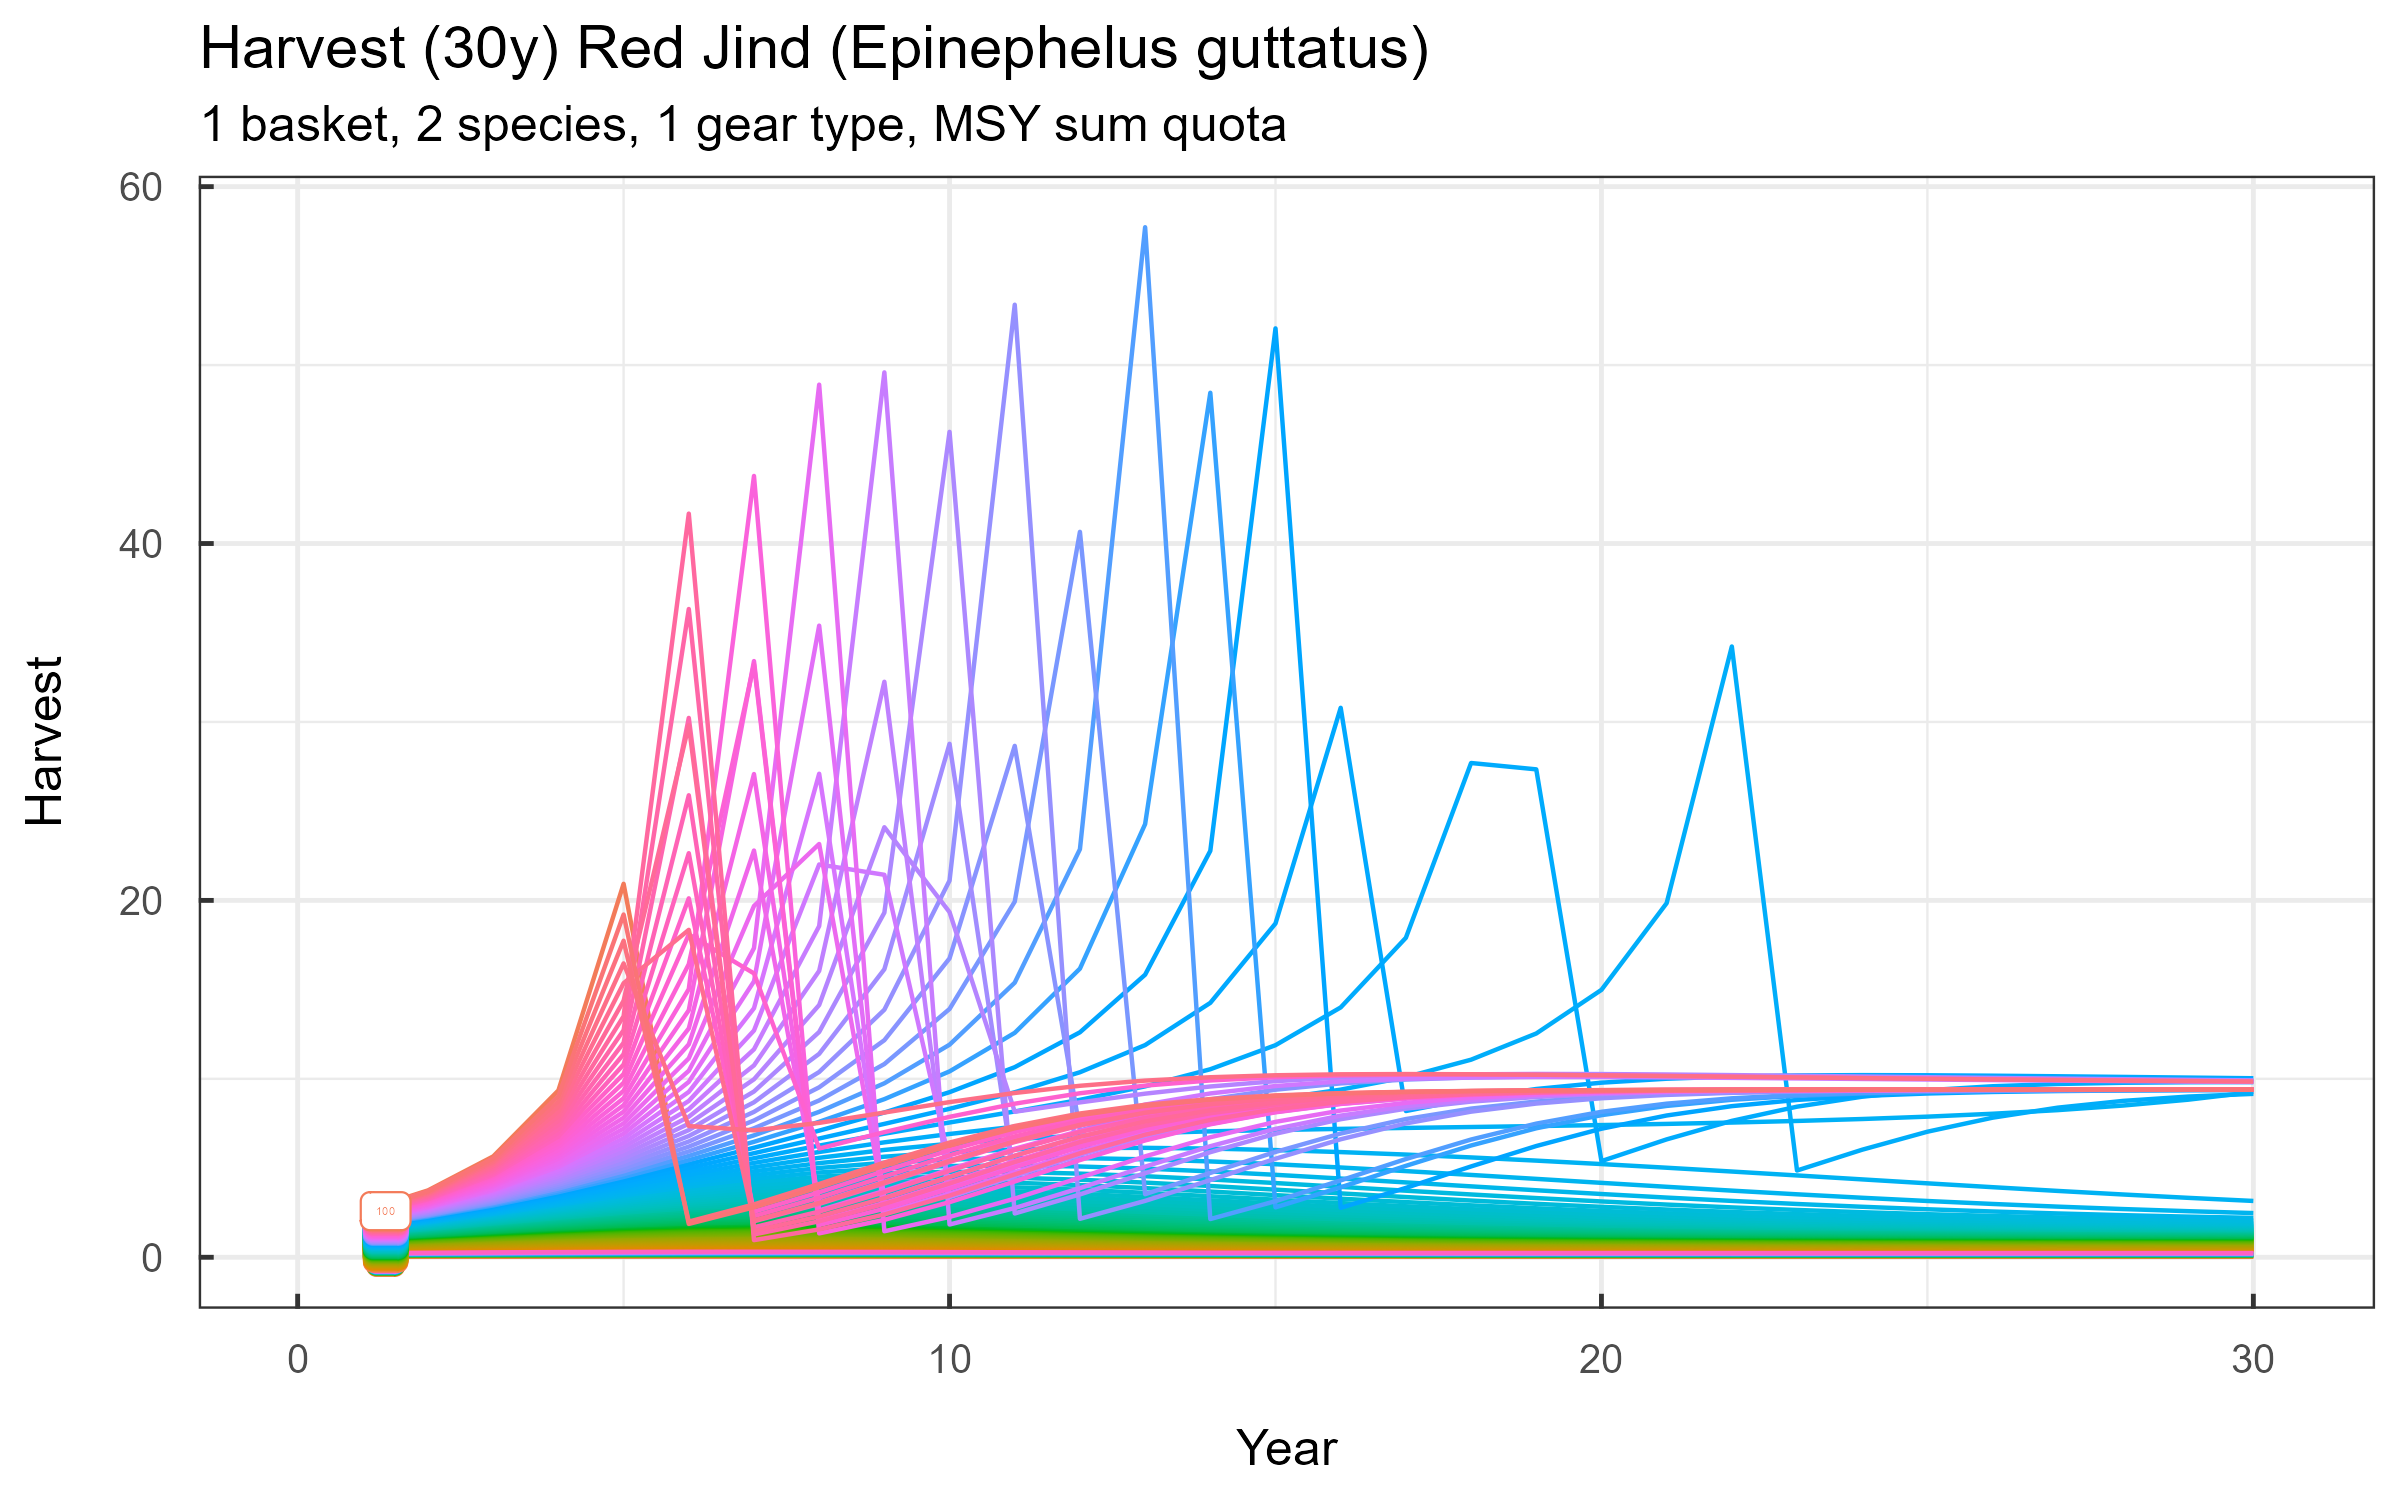 Harvest (30y) Red Jind (Epinephelus guttatus)
1 basket, 2 species, 1 gear type, MSY sum quota
60
40
20
0
Harvest
100
0 10 20 30
Year